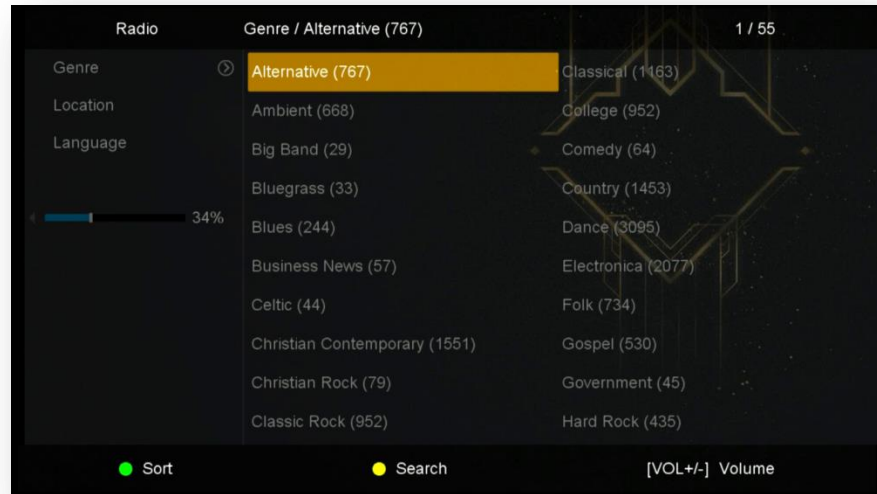 Radio
Genre / Alternative (767)
1 / 55
Genre
Location
Language
34%
Alternative (767)
Ambient (668)
Big Band (29)
Bluegrass (33)
Blues (244)
Business News (57)
Celtic (44)
Christian Contemporary (1551)
Christian Rock (79)
Classic Rock (952)
Classical (1163)
College (952)
Comedy (64)
Country (1453)
Dance (3095)
Electronica (2077)
Folk (734)
Gospel (530)
Government (45)
Hard Rock (435)
Sort
Search
[VOL+/-] Volume